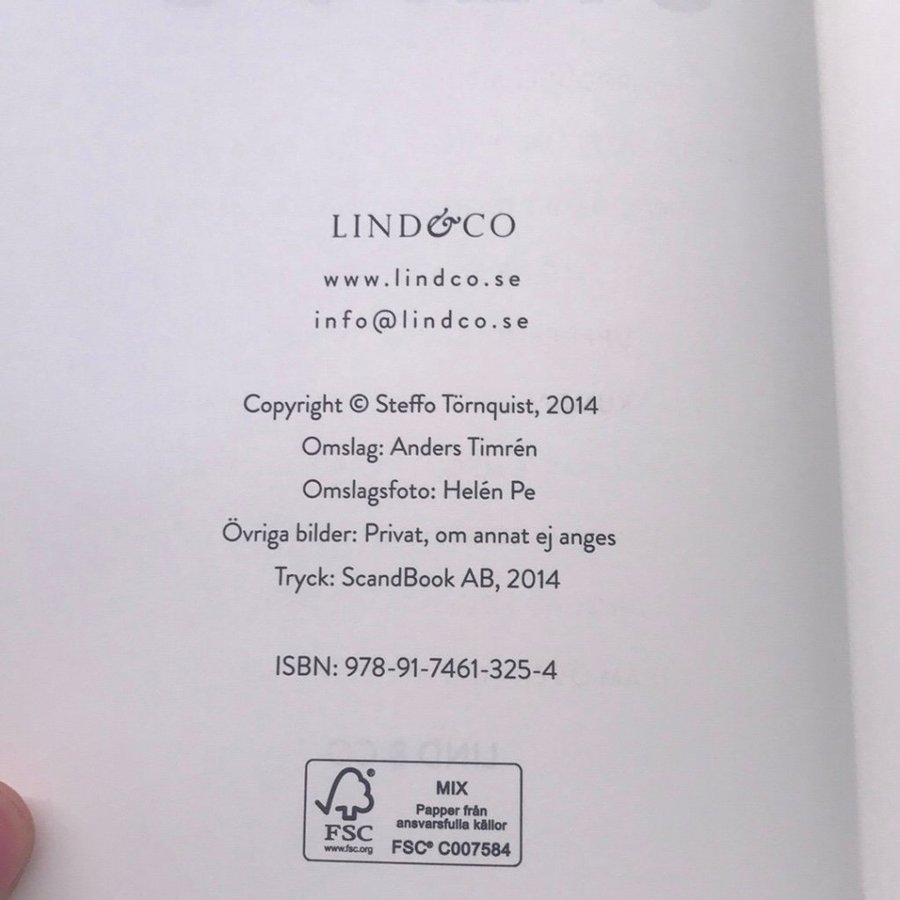 LIND&CO
www.lindco.se
info@lindco.se
Copyright © Steffo Törnquist, 2014
Omslag: Anders Timrén
Omslagsfoto: Helén Pe
Övriga bilder: Privat, om annat ej anges
Tryck: ScandBook AB, 2014
ISBN: 978-91-7461-325-4
MIX
Papper från
ansvarsfulla källor
FSC® C007584
FSC
www.fsc.org